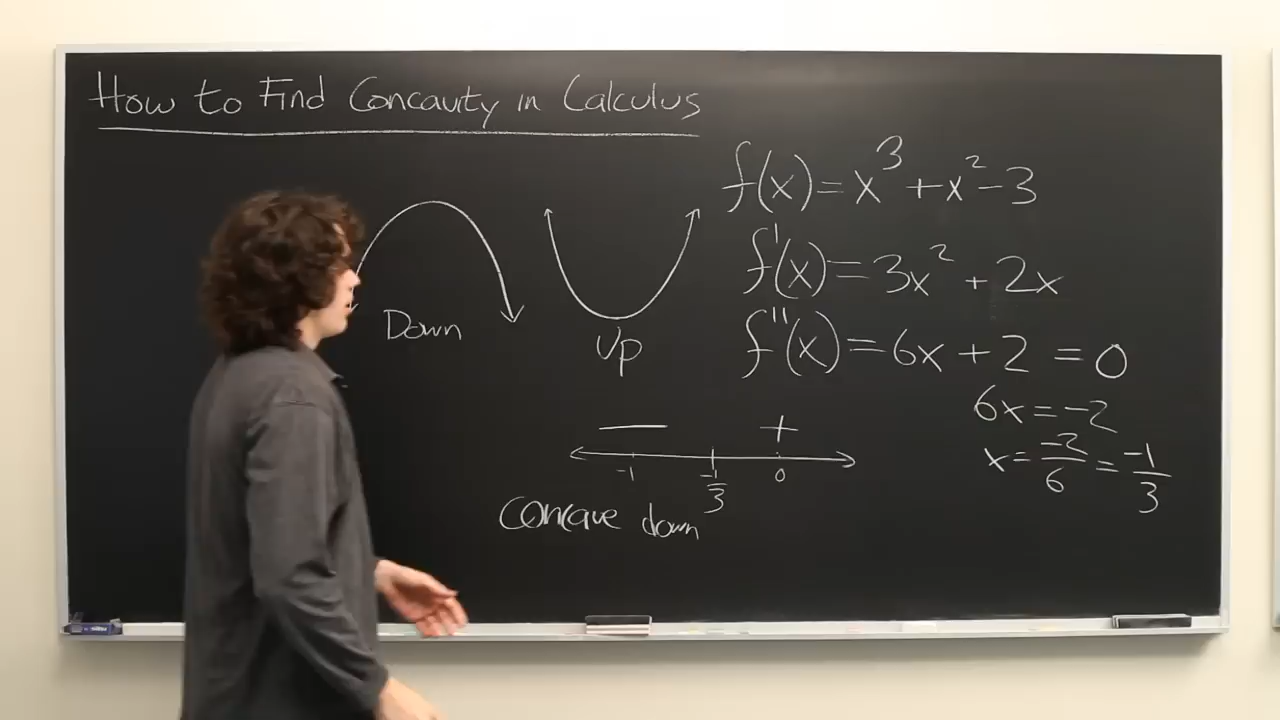 How to Find Concavity in Calculus
Down
Up
f(x) = x³ + x² - 3
f'(x) = 3x² + 2x
f''(x) = 6x + 2 = 0
6x = -2
x = -2/6 = -1/3
— +
-1 -1/3 0
concave down